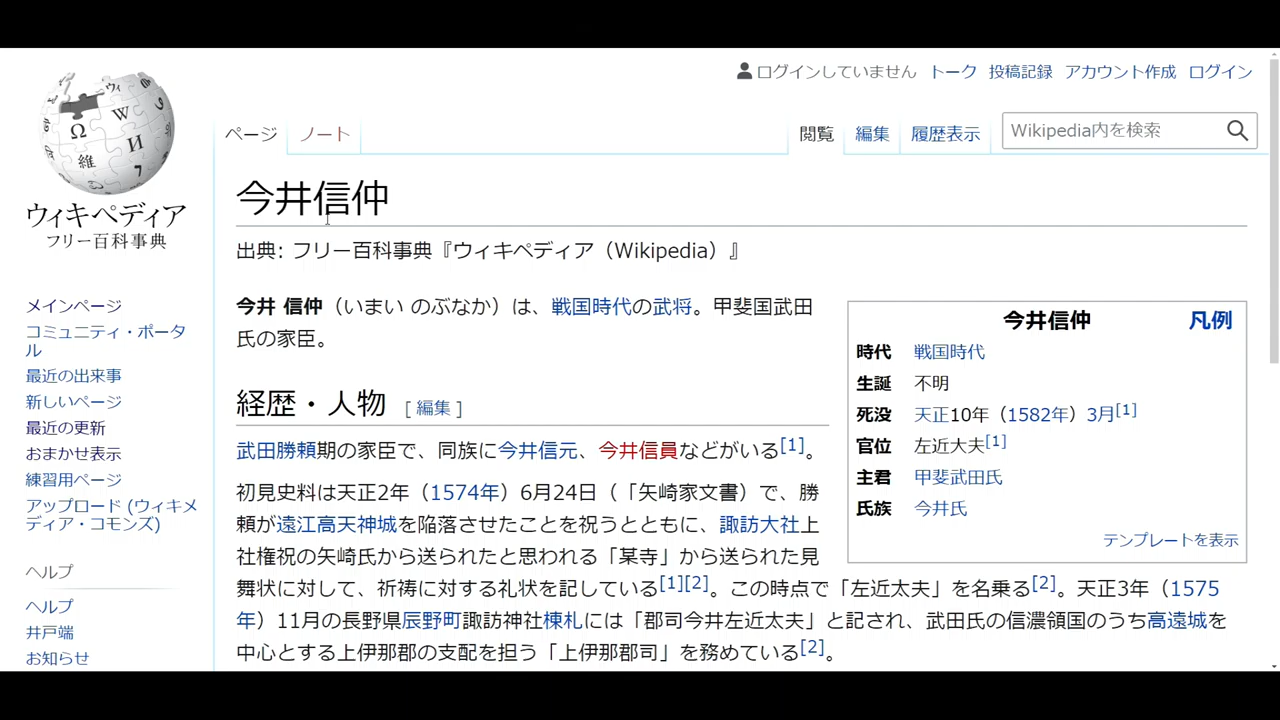 ログインしていません トーク 投稿記録 アカウント作成 ログイン
ページ ノート 閲覧 編集 履歴表示 Wikipedia内を検索
ウィキペディア
フリー百科事典
メインページ
コミュニティ・ポータ
ル
最近の出来事
新しいページ
最近の更新
おまかせ表示
練習用ページ
アップロード (ウィキメ
ディア・コモンズ)
ヘルプ
ヘルプ
井戸端
お知らせ
今井信仲
出典: フリー百科事典『ウィキペディア（Wikipedia）』
今井 信仲（いまい のぶなか）は、戦国時代の武将。甲斐国武田
氏の家臣。
経歴・人物 [ 編集 ]
武田勝頼期の家臣で、同族に今井信元、今井信員などがいる[1]。
初見史料は天正2年（1574年）6月24日（「矢崎家文書）で、勝
頼が遠江高天神城を陥落させたことを祝うとともに、諏訪大社上
社権祝の矢崎氏から送られたと思われる「某寺」から送られた見
舞状に対して、祈祷に対する礼状を記している[1][2]。この時点で「左近太夫」を名乗る[2]。天正3年（1575
年）11月の長野県辰野町諏訪神社棟札には「郡司今井左近太夫」と記され、武田氏の信濃領国のうち高遠城を
中心とする上伊那郡の支配を担う「上伊那郡司」を務めている[2]。
今井信仲 凡例
時代 戦国時代
生誕 不明
死没 天正10年（1582年）3月[1]
官位 左近大夫[1]
主君 甲斐武田氏
氏族 今井氏
テンプレートを表示